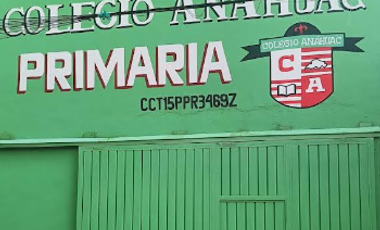 COLEGIO ANAHUAC
PRIMARIA
CCT15PPR3469Z
COLEGIO ANAHUAC
C A